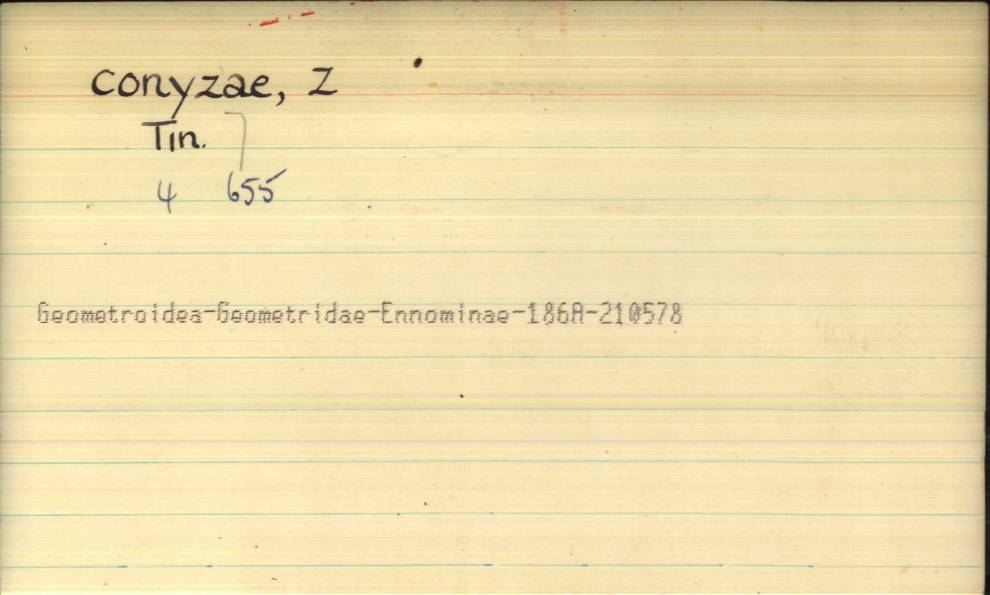 conyzae, Z
Tin.
4 655
Geometroidea-Geometridae-Ennominae-186A-210578